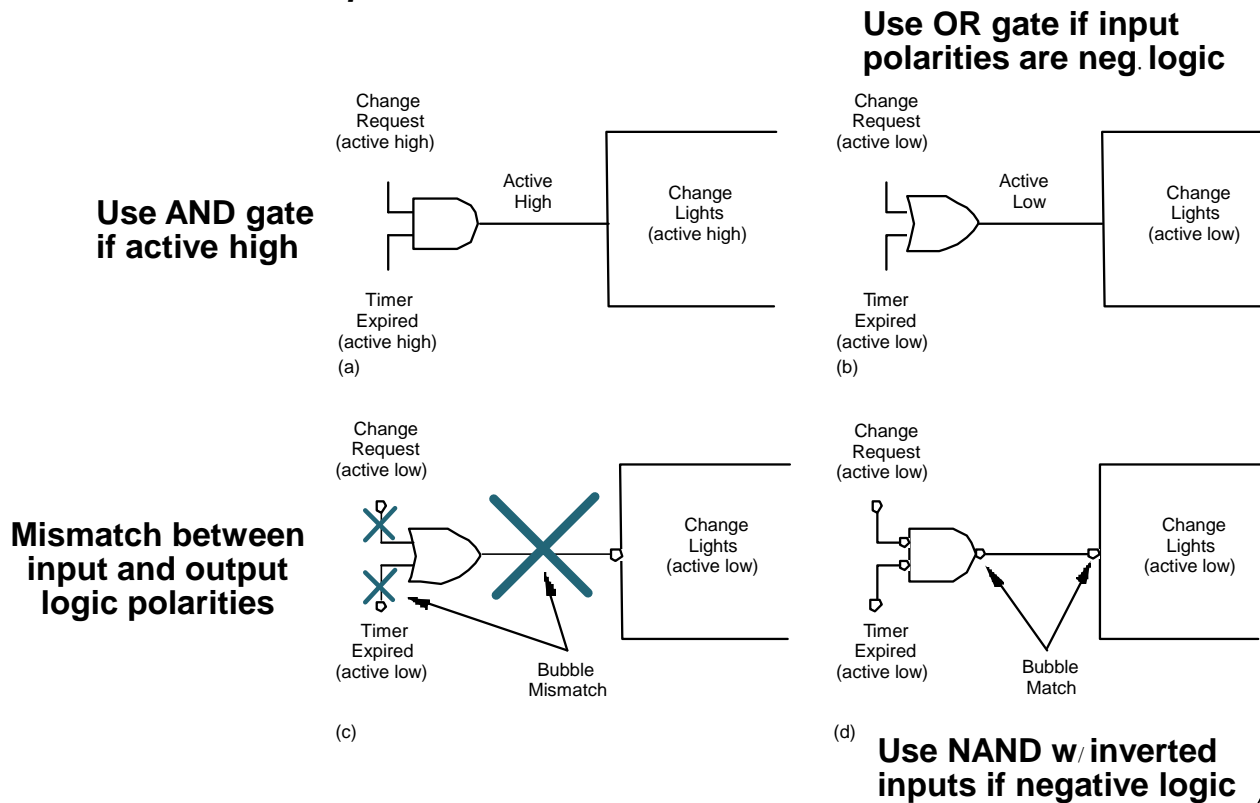 Use OR gate if input
polarities are neg. logic
Change
Request
(active high)
Use AND gate
if active high
Active
High
Change
Lights
(active high)
Timer
Expired
(active high)
(a)
Change
Request
(active low)
Active
Low
Change
Lights
(active low)
Timer
Expired
(active low)
(b)
Mismatch between
input and output
logic polarities
Change
Request
(active low)
Change
Lights
(active low)
Timer
Expired
(active low)
Bubble
Mismatch
(c)
Change
Request
(active low)
Change
Lights
(active low)
Timer
Expired
(active low)
Bubble
Match
(d)
Use NAND w/ inverted
inputs if negative logic